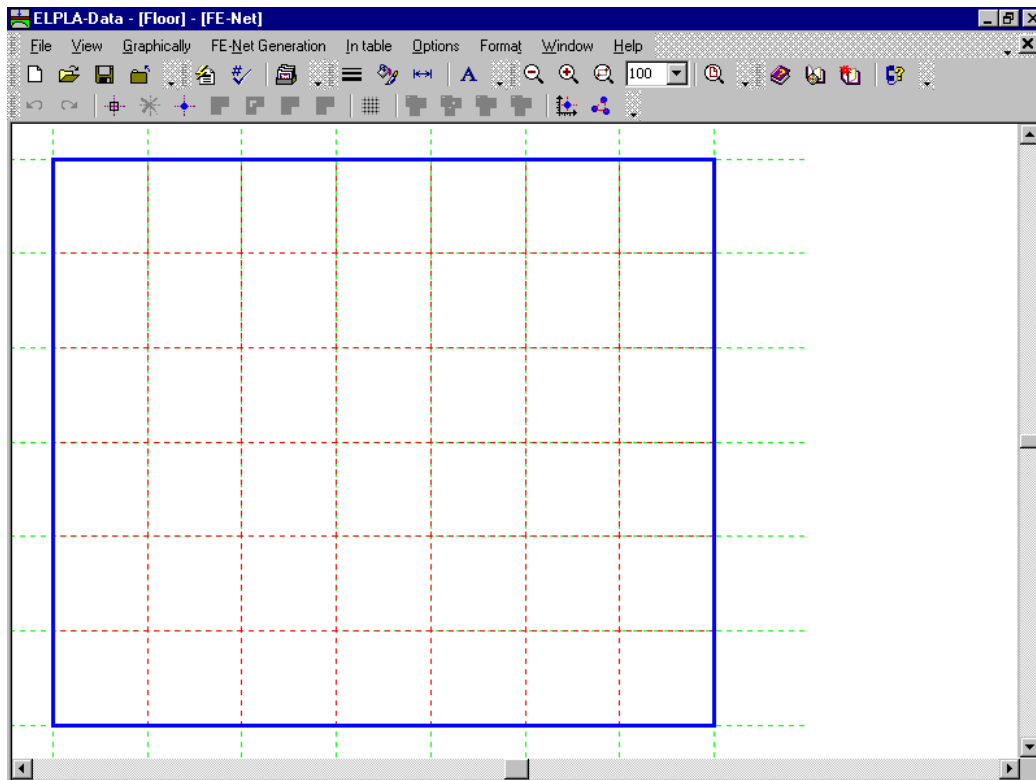 ELPLA-Data - [Floor] - [FE-Net]
File View Graphically FE-Net Generation In table Options Format Window Help
A 100